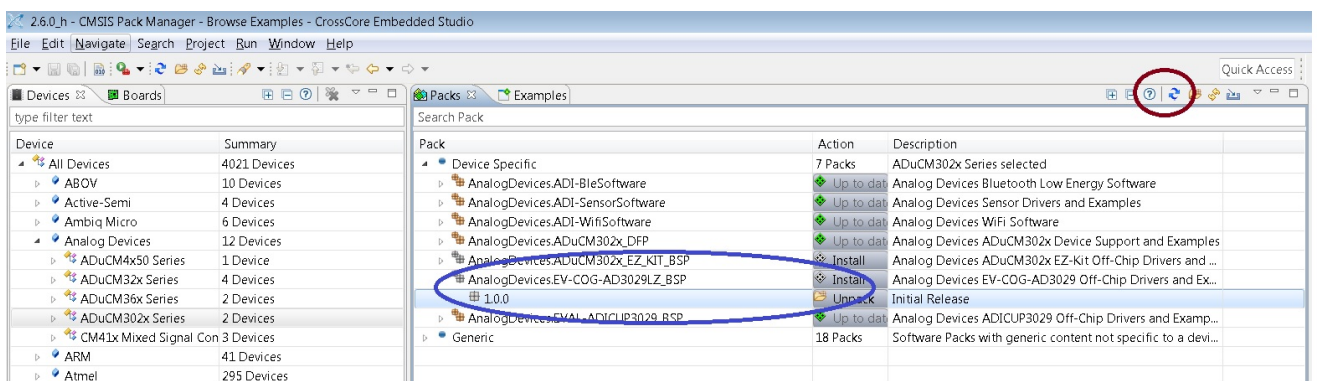 2.6.0_h - CMSIS Pack Manager - Browse Examples - CrossCore Embedded Studio
File Edit Navigate Search Project Run Window Help
Quick Access
Devices Boards
type filter text
Device Summary
All Devices 4021 Devices
ABOV 10 Devices
Active-Semi 4 Devices
Ambiq Micro 6 Devices
Analog Devices 12 Devices
ADuCM4x50 Series 1 Device
ADuCM32x Series 4 Devices
ADuCM36x Series 2 Devices
ADuCM302x Series 2 Devices
CM41x Mixed Signal Con 3 Devices
ARM 41 Devices
Atmel 295 Devices
Packs Examples
Search Pack
Pack Action Description
Device Specific 7 Packs ADuCM302x Series selected
AnalogDevices.ADI-BleSoftware Up to dat Analog Devices Bluetooth Low Energy Software
AnalogDevices.ADI-SensorSoftware Up to dat Analog Devices Sensor Drivers and Examples
AnalogDevices.ADI-WifiSoftware Up to dat Analog Devices WiFi Software
AnalogDevices.ADuCM302x_DFP Up to dat Analog Devices ADuCM302x Device Support and Examples
AnalogDevices.ADuCM302x_EZ_KIT_BSP Install Analog Devices ADuCM302x EZ-Kit Off-Chip Drivers and ...
AnalogDevices.EV-COG-AD3029LZ_BSP Install Analog Devices EV-COG-AD3029 Off-Chip Drivers and Ex...
1.0.0 Unpack Initial Release
AnalogDevices.EVAL-ADICUP3029_BSP Up to dat Analog Devices ADICUP3029 Off-Chip Drivers and Examp...
Generic 18 Packs Software Packs with generic content not specific to a devi...